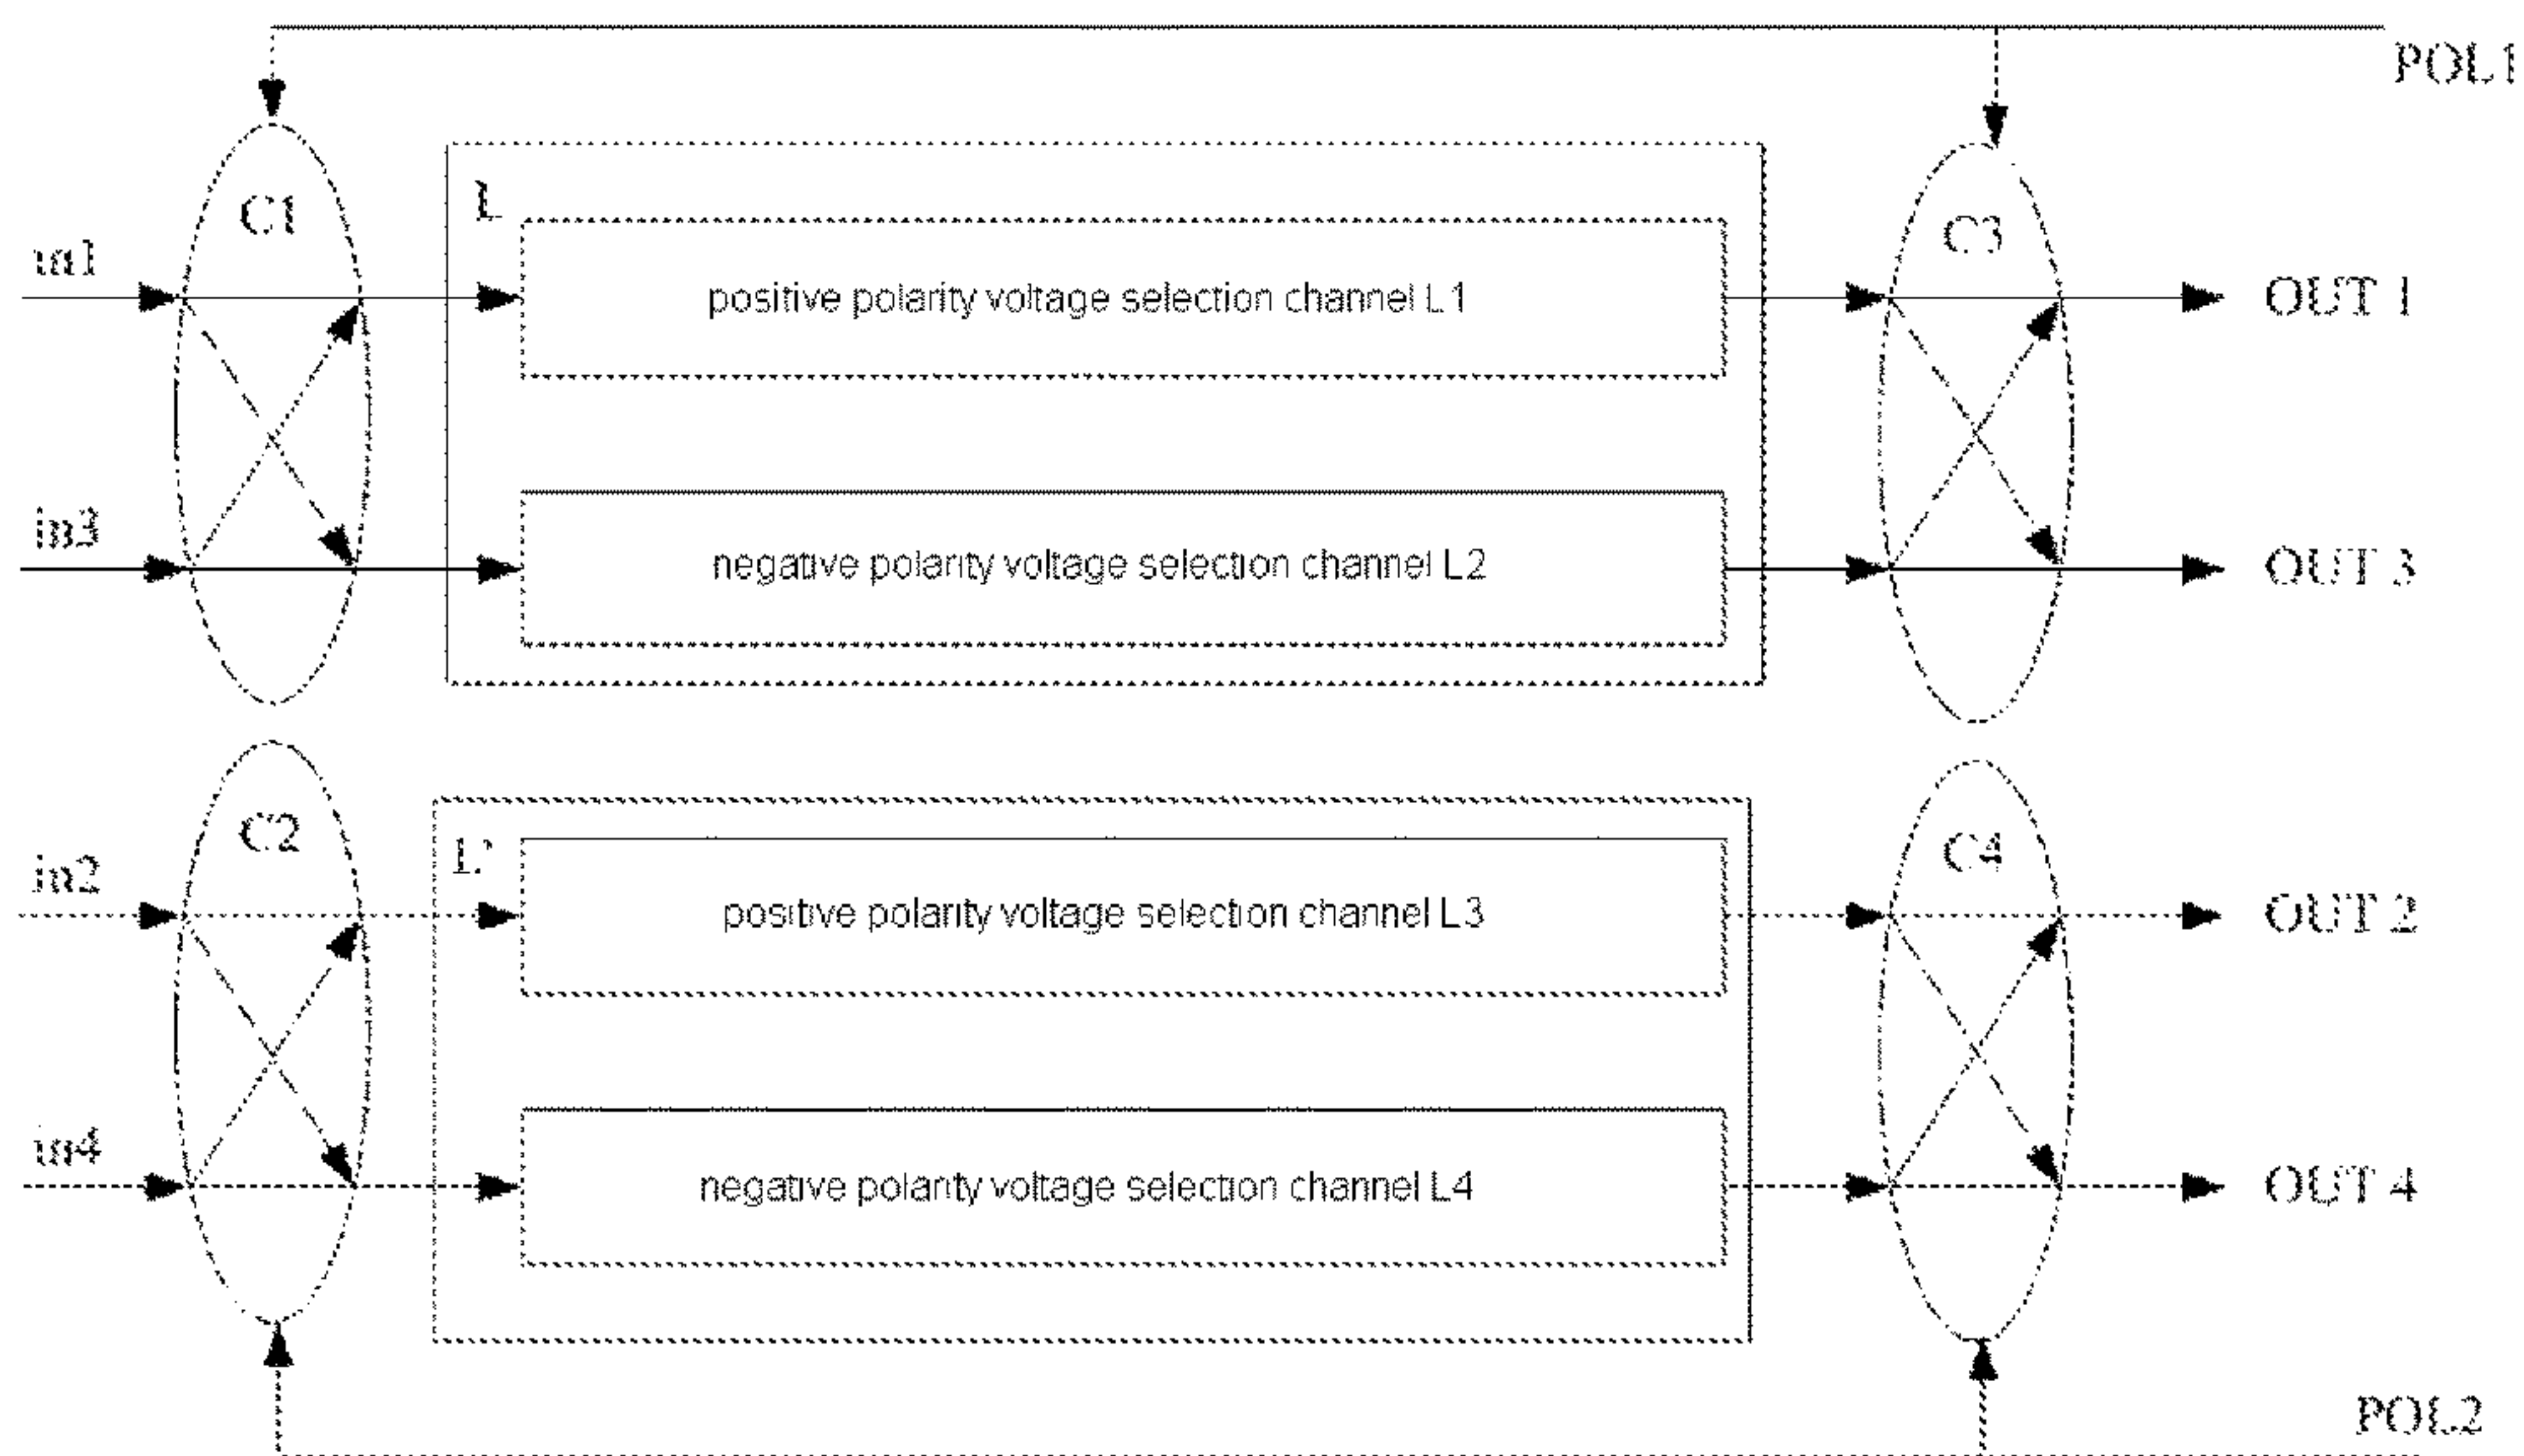 POL1
C1
L
C3
in1
positive polarity voltage selection channel L1
OUT 1
in3
negative polarity voltage selection channel L2
OUT 3
C2
L'
C4
in2
positive polarity voltage selection channel L3
OUT 2
in4
negative polarity voltage selection channel L4
OUT 4
POL2